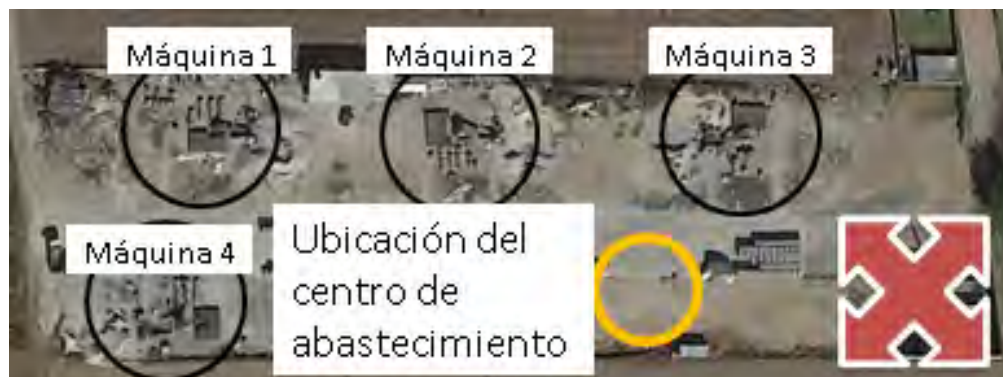 Máquina 1
Máquina 2
Máquina 3
Máquina 4
Ubicación del
centro de
abastecimiento